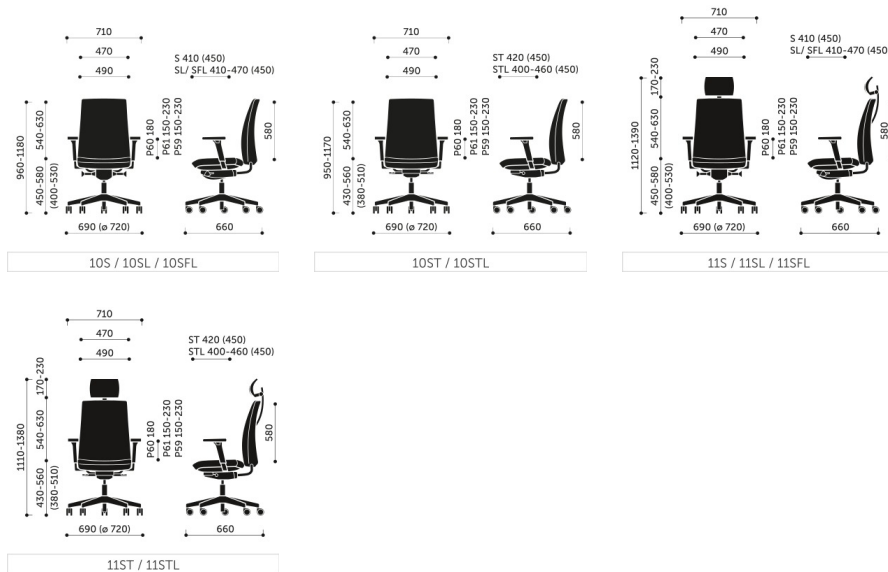 710
470
490
S 410 (450)
SL/ SFL 410-470 (450)
960-1180
540-630
450-580
(400-530)
P60 180
P61 150-230
P59 150-230
580
690 (ø 720)
660
10S / 10SL / 10SFL
710
470
490
ST 420 (450)
STL 400-460 (450)
950-1170
540-630
430-560
(380-510)
P60 180
P61 150-230
P59 150-230
580
690 (ø 720)
660
10ST / 10STL
710
470
490
S 410 (450)
SL/ SFL 410-470 (450)
1120-1390
170-230
540-630
450-580
(400-530)
P60 180
P61 150-230
P59 150-230
580
690 (ø 720)
660
11S / 11SL / 11SFL
710
470
490
ST 420 (450)
STL 400-460 (450)
1110-1380
170-230
540-630
430-560
(380-510)
P60 180
P61 150-230
P59 150-230
580
690 (ø 720)
660
11ST / 11STL